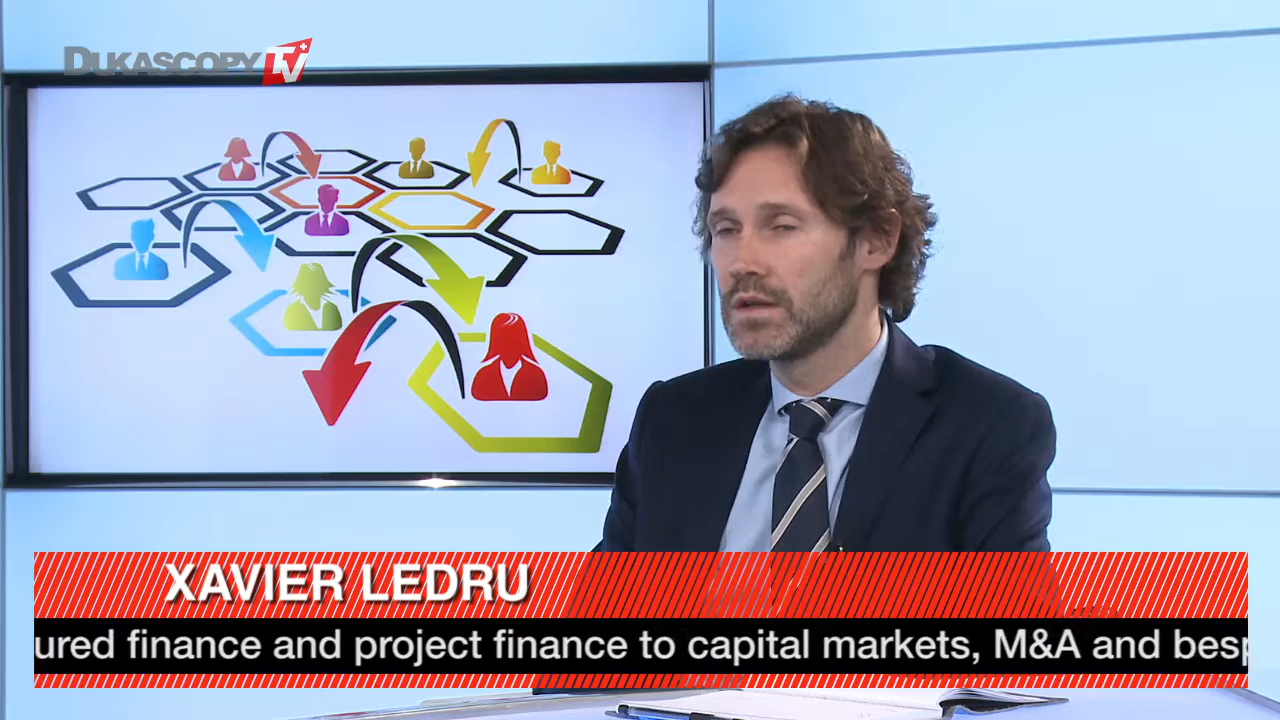 DUKASCOPY TV
XAVIER LEDRU
ured finance and project finance to capital markets, M&A and besp